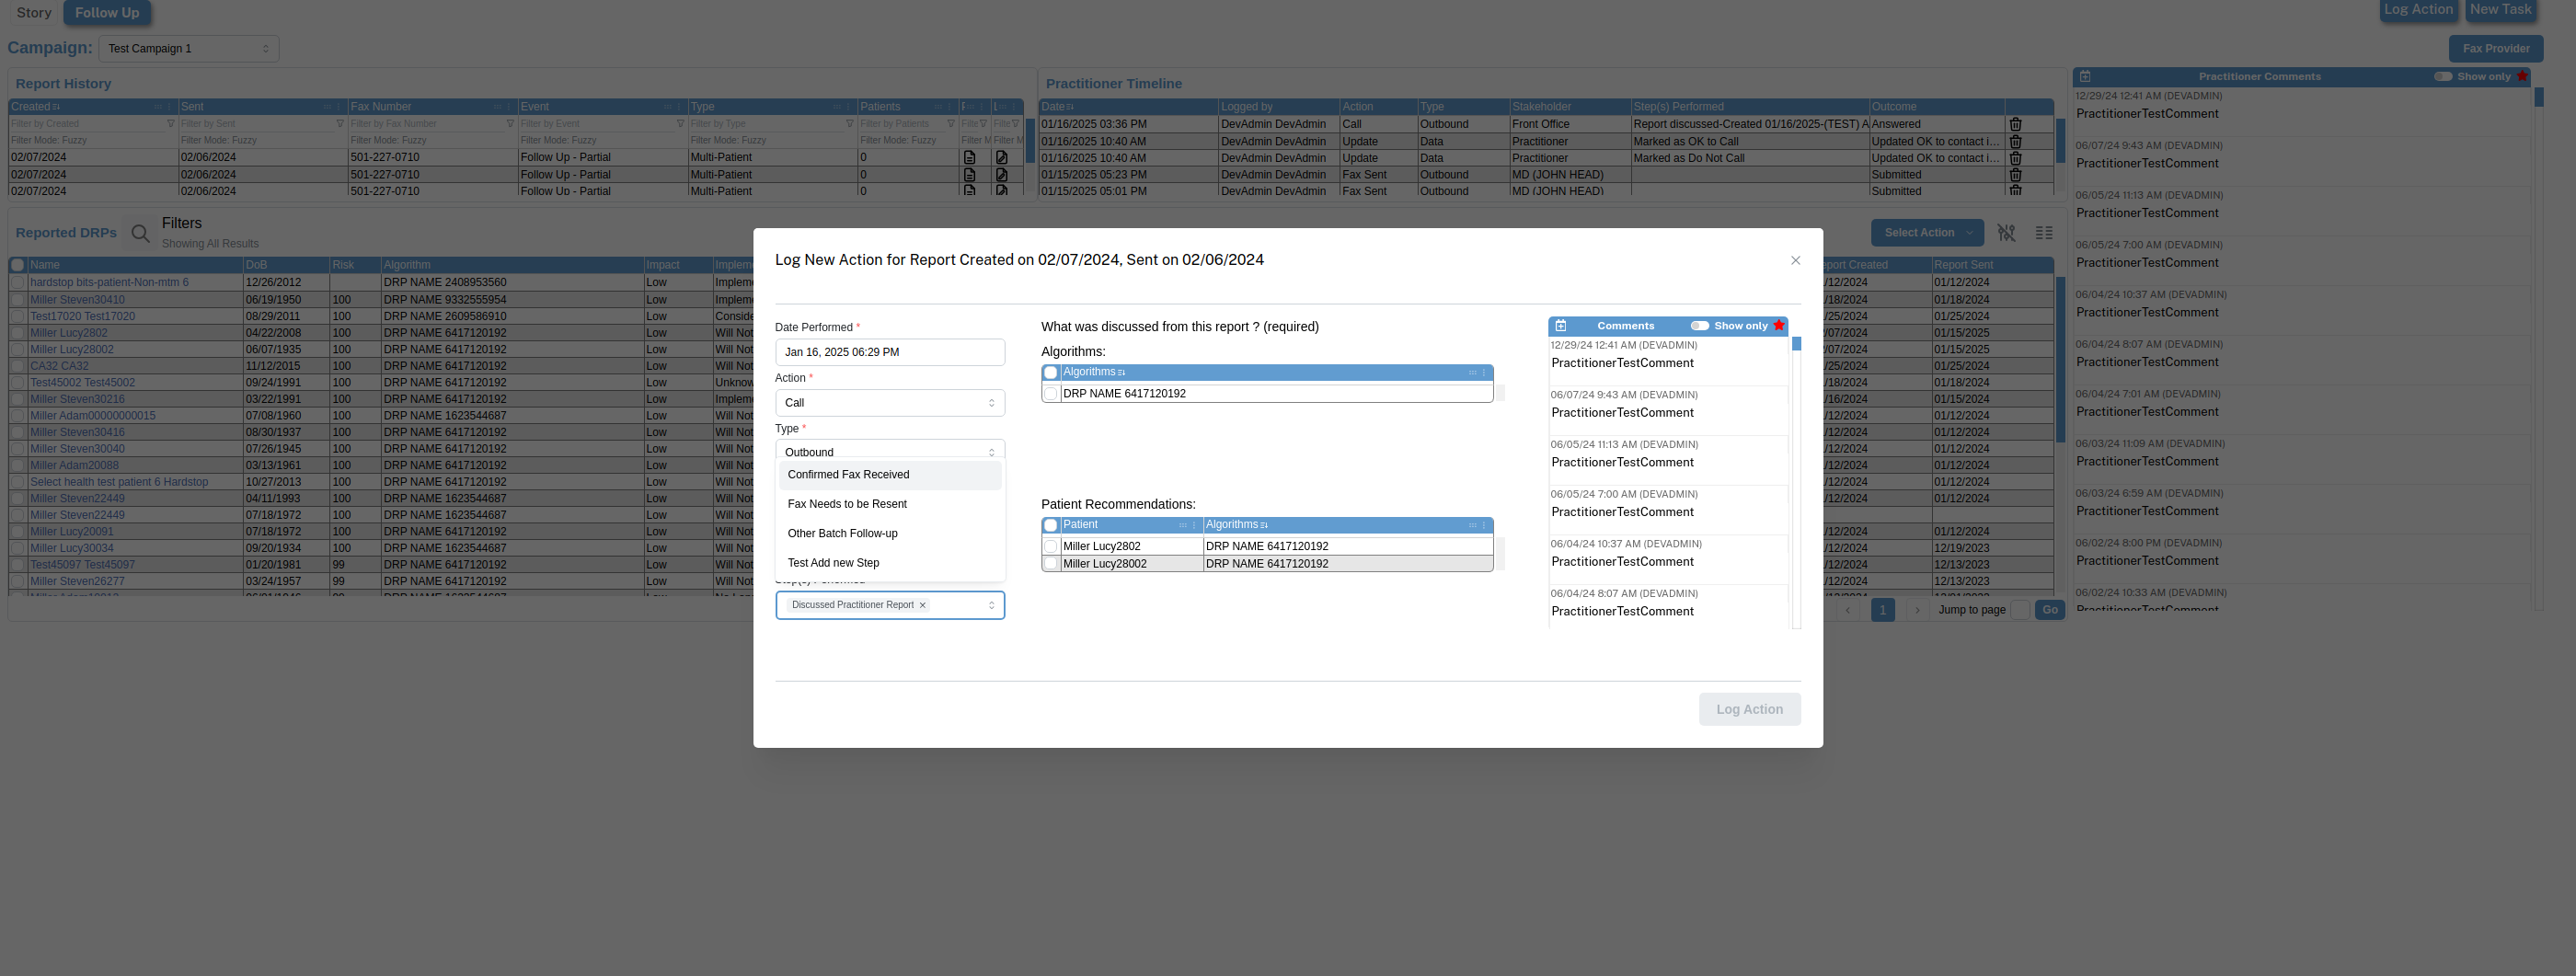 Story Follow Up Log Action New Task
Campaign: Test Campaign 1 Fax Provider
Report History
Created Sent Fax Number Event Type Patients
Filter by Created Filter by Sent Filter by Fax Number Filter by Event Filter by Type Filter by Patients Filte Filte
Filter Mode: Fuzzy Filter Mode: Fuzzy Filter Mode: Fuzzy Filter Mode: Fuzzy Filter Mode: Fuzzy Filter Mode: Fuzzy Filter M Filter M
02/07/2024 02/06/2024 501-227-0710 Follow Up - Partial Multi-Patient 0
02/07/2024 02/06/2024 501-227-0710 Follow Up - Partial Multi-Patient 0
02/07/2024 02/06/2024 501-227-0710 Follow Up - Partial Multi-Patient 0
Practitioner Timeline
Date Logged by Action Type Stakeholder Step(s) Performed Outcome
01/16/2025 03:36 PM DevAdmin DevAdmin Call Outbound Front Office Report discussed-Created 01/16/2025-(TEST) A Answered
01/16/2025 10:40 AM DevAdmin DevAdmin Update Data Practitioner Marked as OK to Call Updated OK to contact i...
01/16/2025 10:40 AM DevAdmin DevAdmin Update Data Practitioner Marked as Do Not Call Updated OK to contact i...
01/15/2025 05:23 PM DevAdmin DevAdmin Fax Sent Outbound MD (JOHN HEAD) Submitted
01/15/2025 05:01 PM DevAdmin DevAdmin Fax Sent Outbound MD (JOHN HEAD) Submitted
Practitioner Comments Show only
12/29/24 12:41 AM (DEVADMIN)
PractitionerTestComment
06/07/24 9:43 AM (DEVADMIN)
PractitionerTestComment
06/05/24 11:13 AM (DEVADMIN)
PractitionerTestComment
06/05/24 7:00 AM (DEVADMIN)
PractitionerTestComment
06/04/24 10:37 AM (DEVADMIN)
PractitionerTestComment
06/04/24 8:07 AM (DEVADMIN)
PractitionerTestComment
06/04/24 7:01 AM (DEVADMIN)
PractitionerTestComment
06/03/24 11:09 AM (DEVADMIN)
PractitionerTestComment
06/03/24 6:59 AM (DEVADMIN)
PractitionerTestComment
06/02/24 8:00 PM (DEVADMIN)
PractitionerTestComment
06/02/24 10:33 AM (DEVADMIN)
PractitionerTestComment
Reported DRPs Filters
Showing All Results
Select Action
Name DoB Risk Algorithm Impact Implem port Created Report Sent
hardstop bits-patient-Non-mtm 6 12/26/2012 DRP NAME 2408953560 Low Implem /12/2024 01/12/2024
Miller Steven30410 06/19/1950 100 DRP NAME 9332555954 Low Implem /18/2024 01/18/2024
Test17020 Test17020 08/29/2011 100 DRP NAME 2609586910 Low Conside /25/2024 01/25/2024
Miller Lucy2802 04/22/2008 100 DRP NAME 6417120192 Low Will Not /07/2024 01/15/2025
Miller Lucy28002 06/07/1935 100 DRP NAME 6417120192 Low Will Not /07/2024 01/15/2025
CA32 CA32 11/12/2015 100 DRP NAME 6417120192 Low Will Not /25/2024 01/25/2024
Test45002 Test45002 09/24/1991 100 DRP NAME 6417120192 Low Unknow /18/2024 01/18/2024
Miller Steven30216 03/22/1991 100 DRP NAME 6417120192 Low Implem /16/2024 01/15/2025
Miller Adam00000000015 07/08/1960 100 DRP NAME 1623544687 Low Will Not /12/2024 01/12/2024
Miller Steven30416 08/30/1937 100 DRP NAME 6417120192 Low Will Not /12/2024 01/12/2024
Miller Steven30040 07/26/1945 100 DRP NAME 6417120192 Low Will Not /12/2024 01/12/2024
Miller Adam20088 03/13/1961 100 DRP NAME 6417120192 Low Will Not /12/2024 01/12/2024
Select health test patient 6 Hardstop 10/27/2013 100 DRP NAME 6417120192 Low Will Not /12/2024 01/12/2024
Miller Steven22449 04/11/1993 100 DRP NAME 1623544687 Low Will Not /12/2024 01/12/2024
Miller Steven22449 07/18/1972 100 DRP NAME 1623544687 Low Will Not
Miller Lucy20091 07/18/1972 100 DRP NAME 6417120192 Low Will Not /12/2024 01/12/2024
Miller Lucy30034 09/20/1934 100 DRP NAME 1623544687 Low Will Not /12/2024 12/19/2023
Test45097 Test45097 01/20/1981 99 DRP NAME 6417120192 Low Will Not /12/2024 12/13/2023
Miller Steven26277 03/24/1957 99 DRP NAME 6417120192 Low Will Not /12/2024 12/13/2023
1 Jump to page Go
Log New Action for Report Created on 02/07/2024, Sent on 02/06/2024
Date Performed *
Jan 16, 2025 06:29 PM
Action *
Call
Type *
Outbound
Confirmed Fax Received
Fax Needs to be Resent
Other Batch Follow-up
Test Add new Step
Step(s) Performed
Discussed Practitioner Report
What was discussed from this report ? (required)
Algorithms:
Algorithms
DRP NAME 6417120192
Patient Recommendations:
Patient Algorithms
Miller Lucy2802 DRP NAME 6417120192
Miller Lucy28002 DRP NAME 6417120192
Comments Show only
12/29/24 12:41 AM (DEVADMIN)
PractitionerTestComment
06/07/24 9:43 AM (DEVADMIN)
PractitionerTestComment
06/05/24 11:13 AM (DEVADMIN)
PractitionerTestComment
06/05/24 7:00 AM (DEVADMIN)
PractitionerTestComment
06/04/24 10:37 AM (DEVADMIN)
PractitionerTestComment
06/04/24 8:07 AM (DEVADMIN)
PractitionerTestComment
Log Action